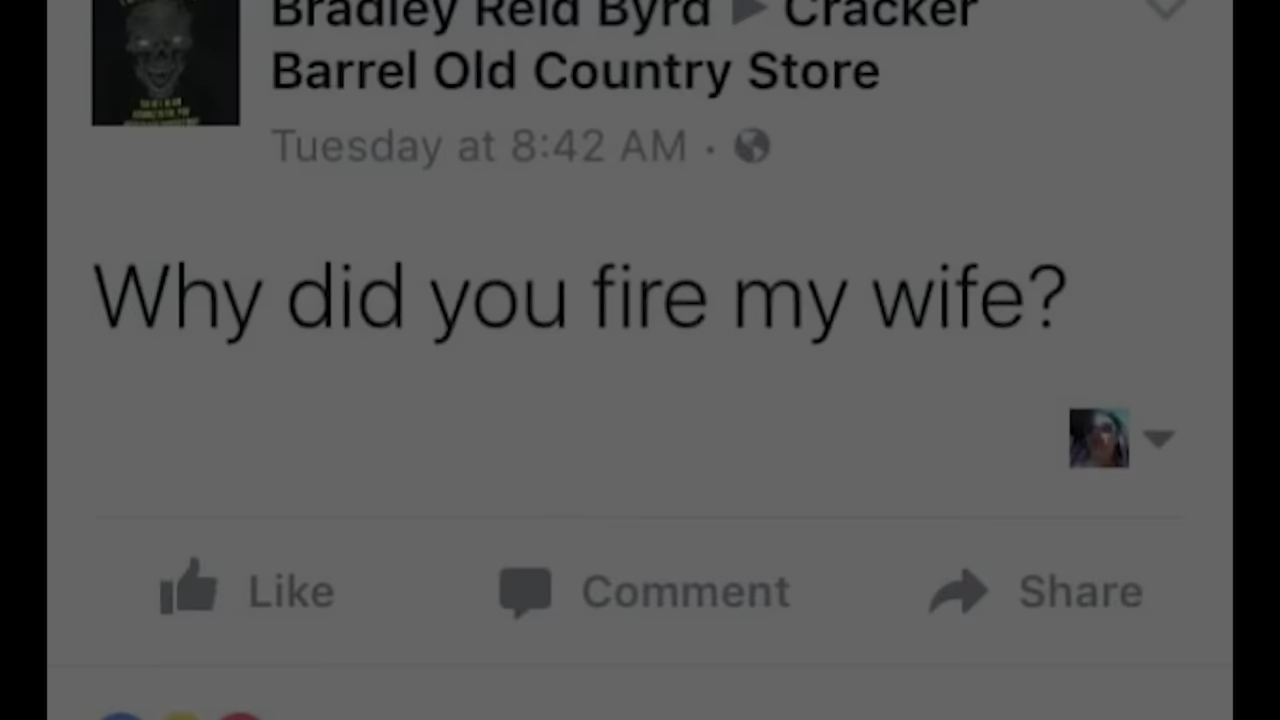 Bradley Reid Byrd ▶ Cracker
Barrel Old Country Store
Tuesday at 8:42 AM ·
Why did you fire my wife?
Like Comment Share